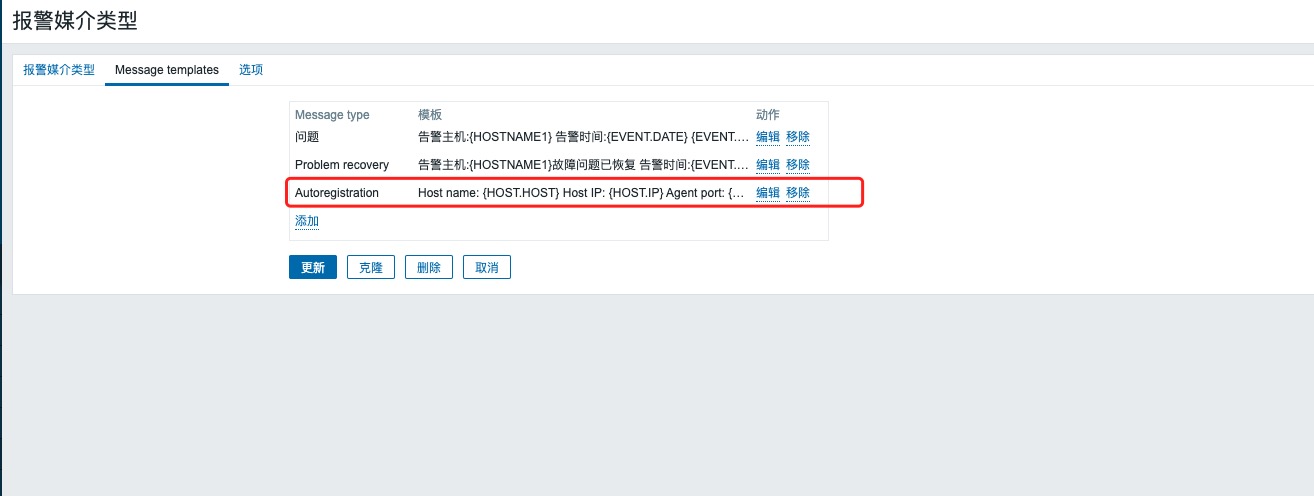 报警媒介类型
报警媒介类型 Message templates 选项
Message type 模板 动作
问题 告警主机:{HOSTNAME1} 告警时间:{EVENT.DATE} {EVENT.... 编辑 移除
Problem recovery 告警主机:{HOSTNAME1}故障问题已恢复 告警时间:{EVENT.... 编辑 移除
Autoregistration Host name: {HOST.HOST} Host IP: {HOST.IP} Agent port: {... 编辑 移除
添加
更新 克隆 删除 取消